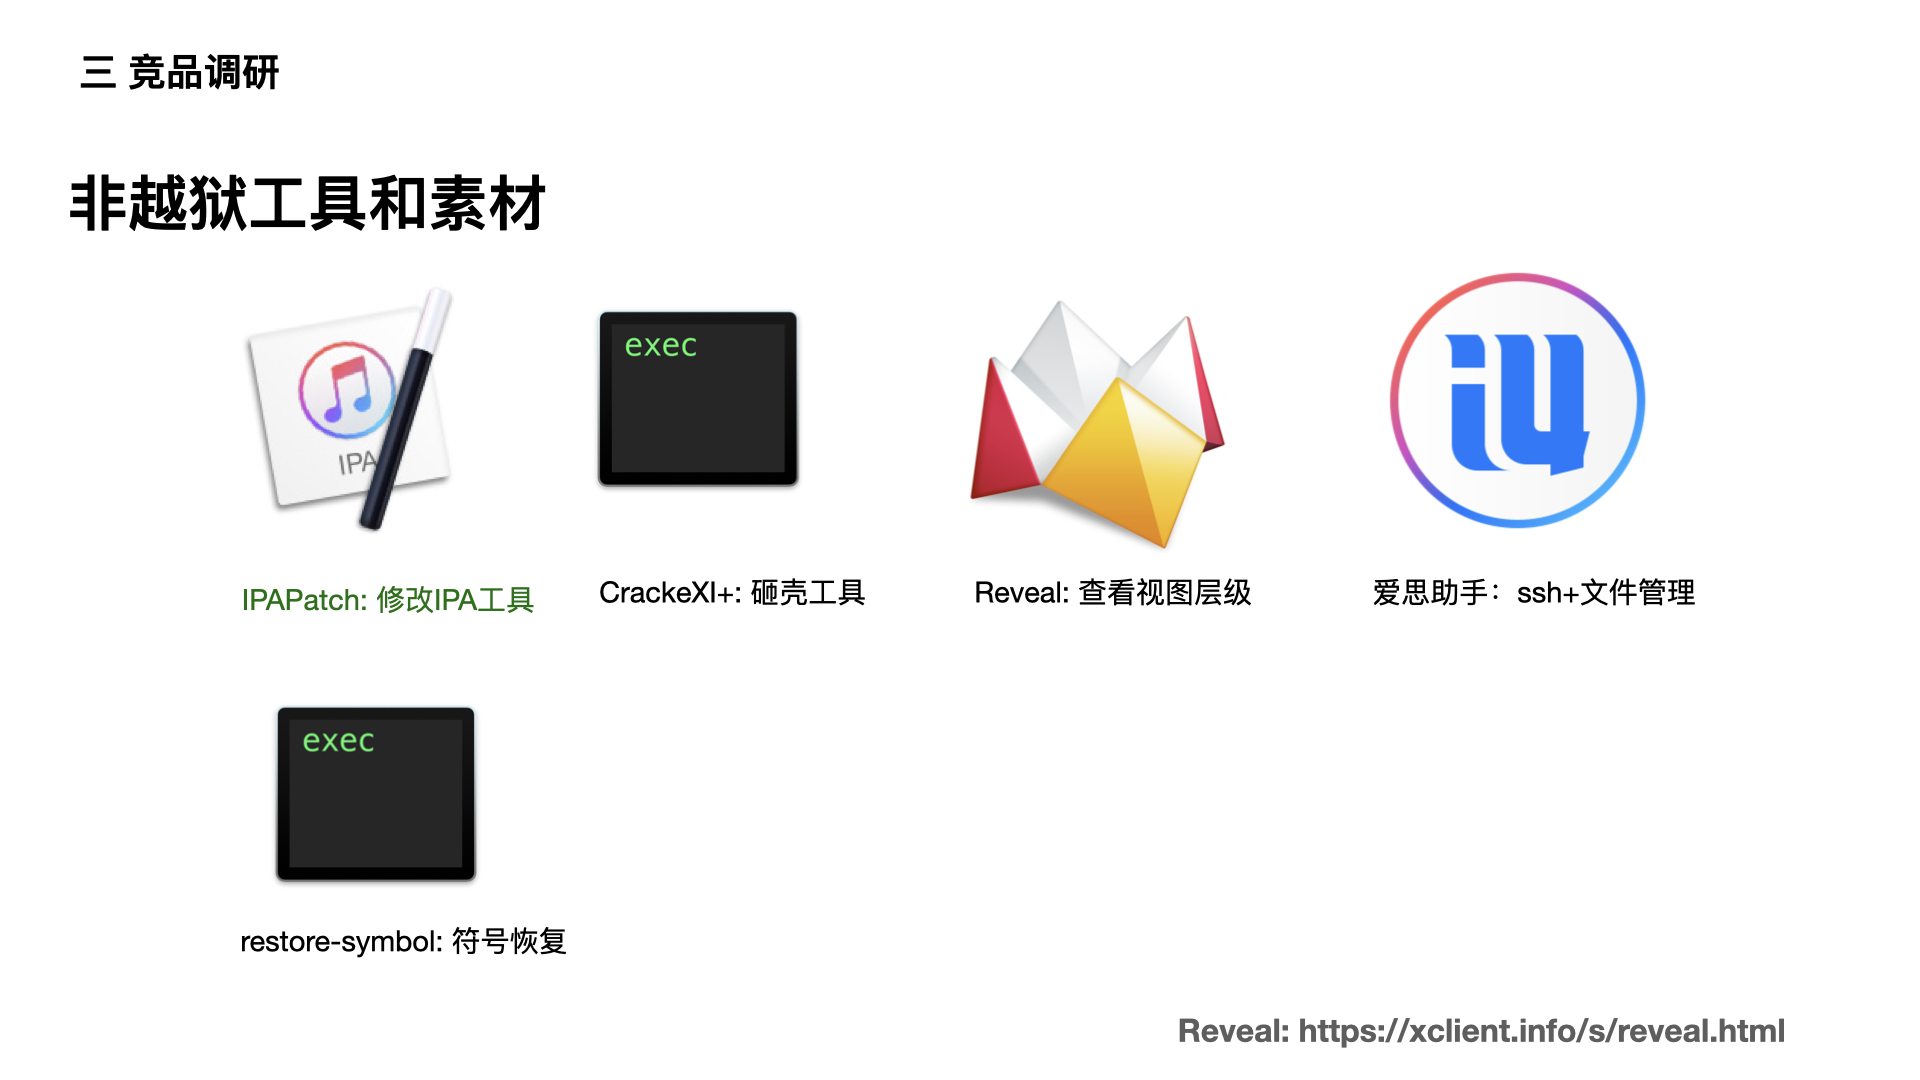 三 竞品调研
非越狱工具和素材
IPA
exec
IPAPatch: 修改IPA工具
CrackeXI+: 砸壳工具
Reveal: 查看视图层级
爱思助手：ssh+文件管理
exec
restore-symbol: 符号恢复
Reveal: https://xclient.info/s/reveal.html